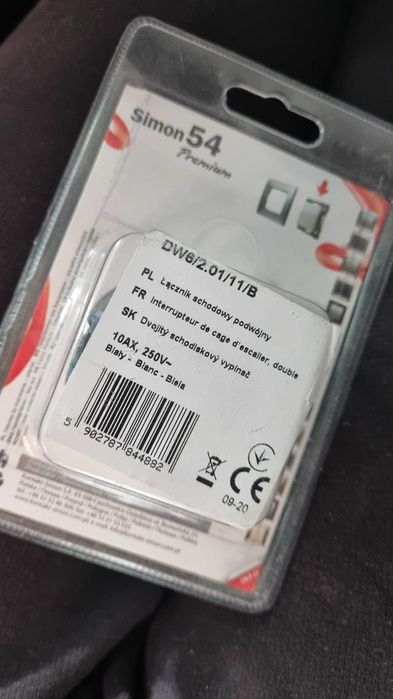 Simon 54
Premium
DW6/2.01/11/B
PL Łącznik schodowy podwójny
FR Interrupteur de cage d'escalier, double
SK Dvojitý schodiskový vypínač
10AX, 250V~
Biały - Blanc - Biela
5 902787 844882
CE
09-20